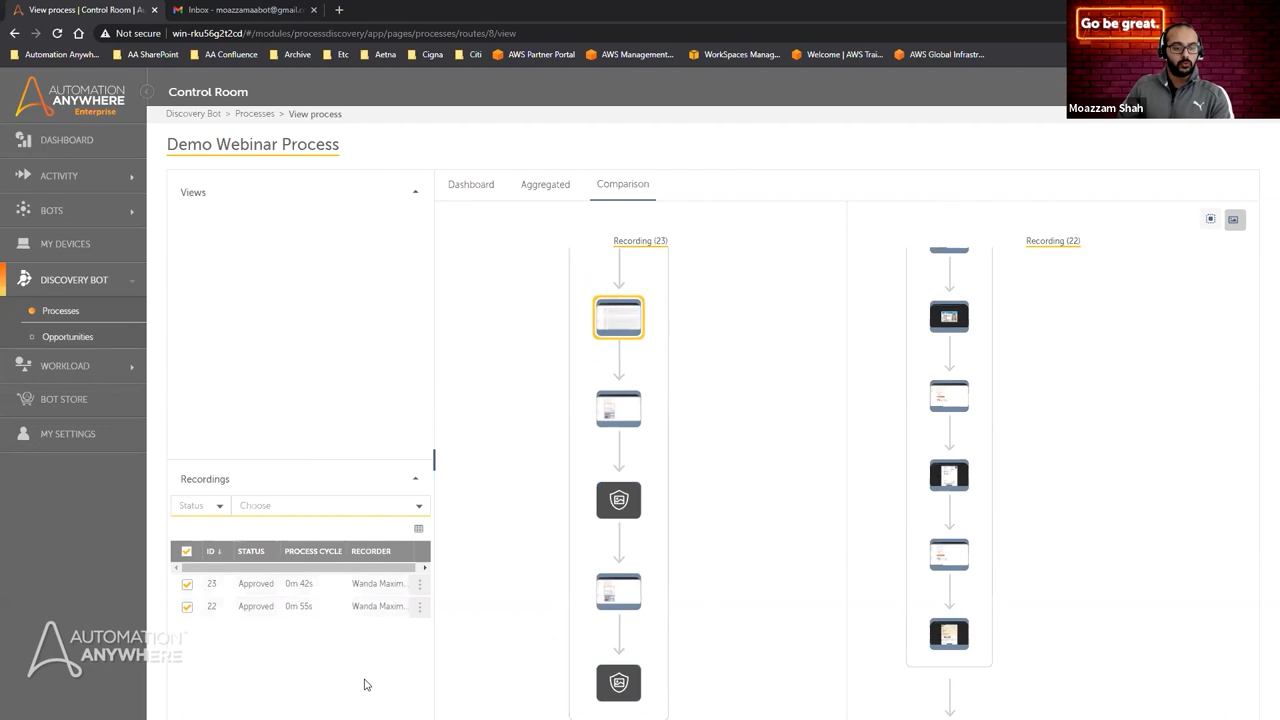 View process | Control Room | Au
Inbox - moazzamaabot@gmail.c
Not secure | win-rku56g2t2cd/#/modules/processdiscovery/app/pages/projects/routes/8/view
Automation Anywh...
AA SharePoint
AA Confluence
Archive
Etc
Aetna
Cigna
CI
AWS Partner Portal
AWS Management...
WorkSpaces Manag...
Welcome | AWS Trai...
AWS Global Infrastr...
Go be great.
Moazzam Shah
AUTOMATION
ANYWHERE
Enterprise
Control Room
Discovery Bot > Processes > View process
Demo Webinar Process
DASHBOARD
ACTIVITY
BOTS
MY DEVICES
DISCOVERY BOT
Processes
Opportunities
WORKLOAD
BOT STORE
MY SETTINGS
Views
Dashboard
Aggregated
Comparison
Recording (23)
Recording (22)
Recordings
Status
Choose
ID
STATUS
PROCESS CYCLE
RECORDER
23 Approved 0m 42s Wanda Maxim...
22 Approved 0m 55s Wanda Maxim...
AUTOMATION
ANYWHERE